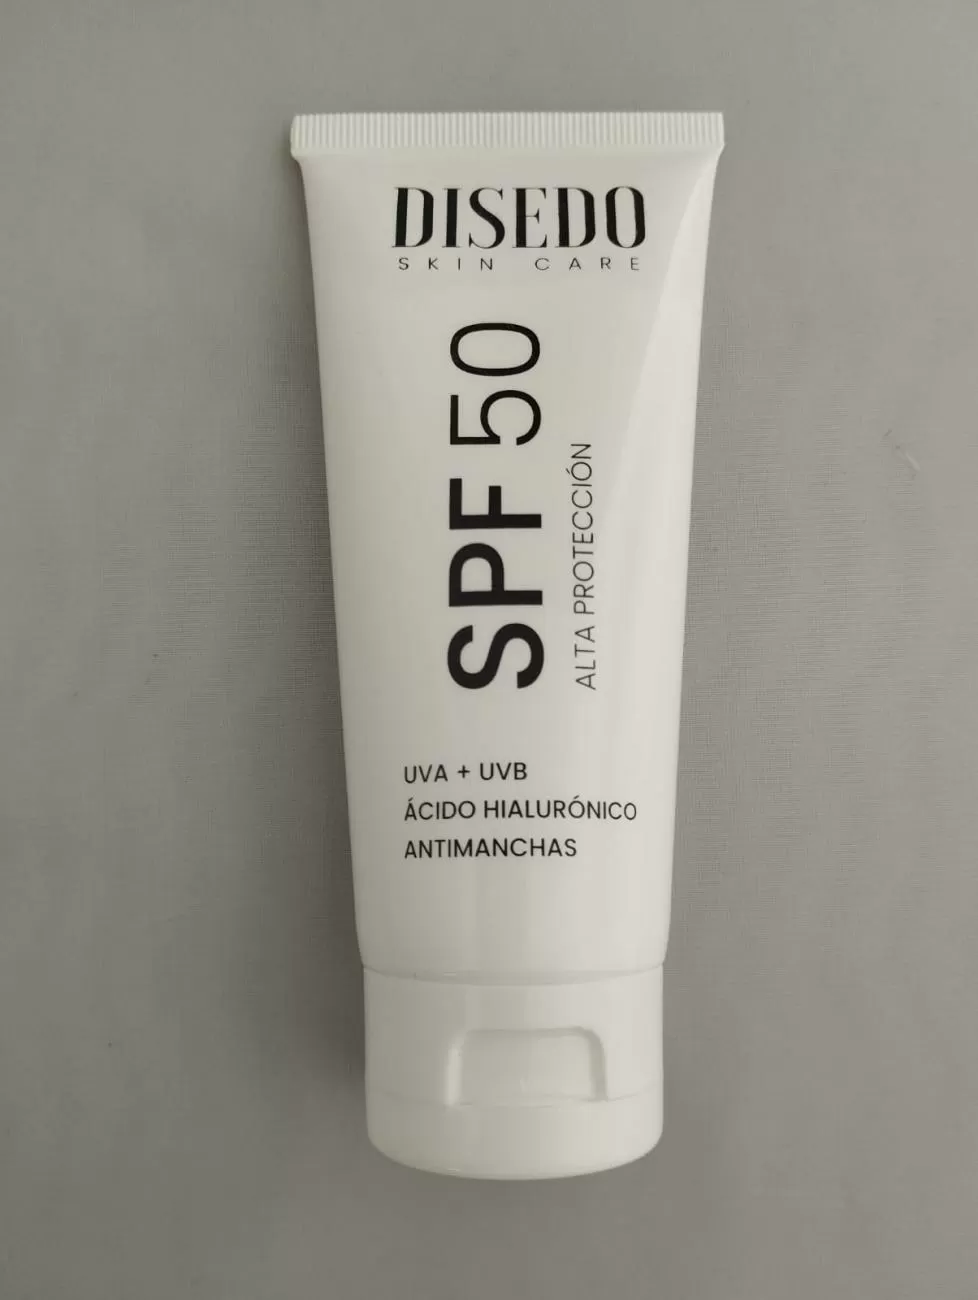 DISEDO
SKIN CARE
SPF 50
ALTA PROTECCIÓN
UVA + UVB
ÁCIDO HIALURÓNICO
ANTIMANCHAS